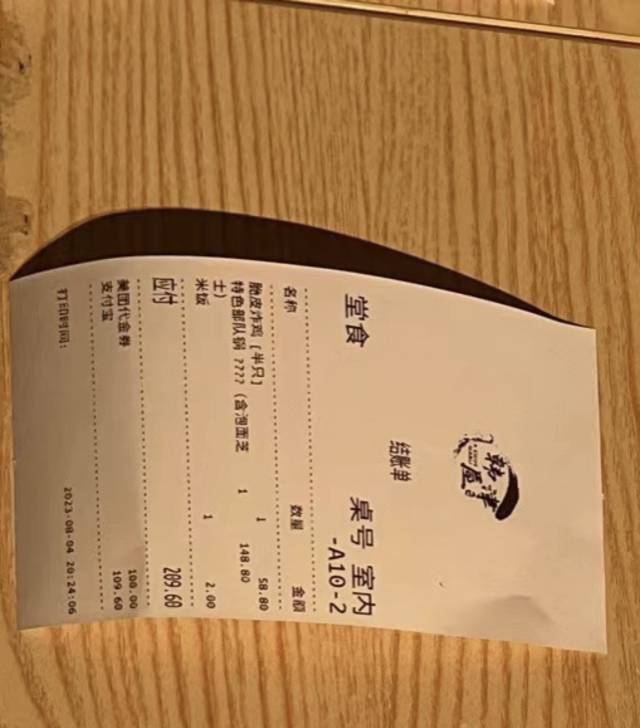 韩津
屋
结账单
堂食 桌号 室内
-A10-2
名称 数量 金额
脆皮炸鸡 [半只] 1 58.80
特色部队锅 ???? (含泡面芝 1 148.80
士)
米饭 1 2.00
应付 209.60
美团代金券 100.00
支付宝 109.60
打印时间: 2023-08-04 20:24:06